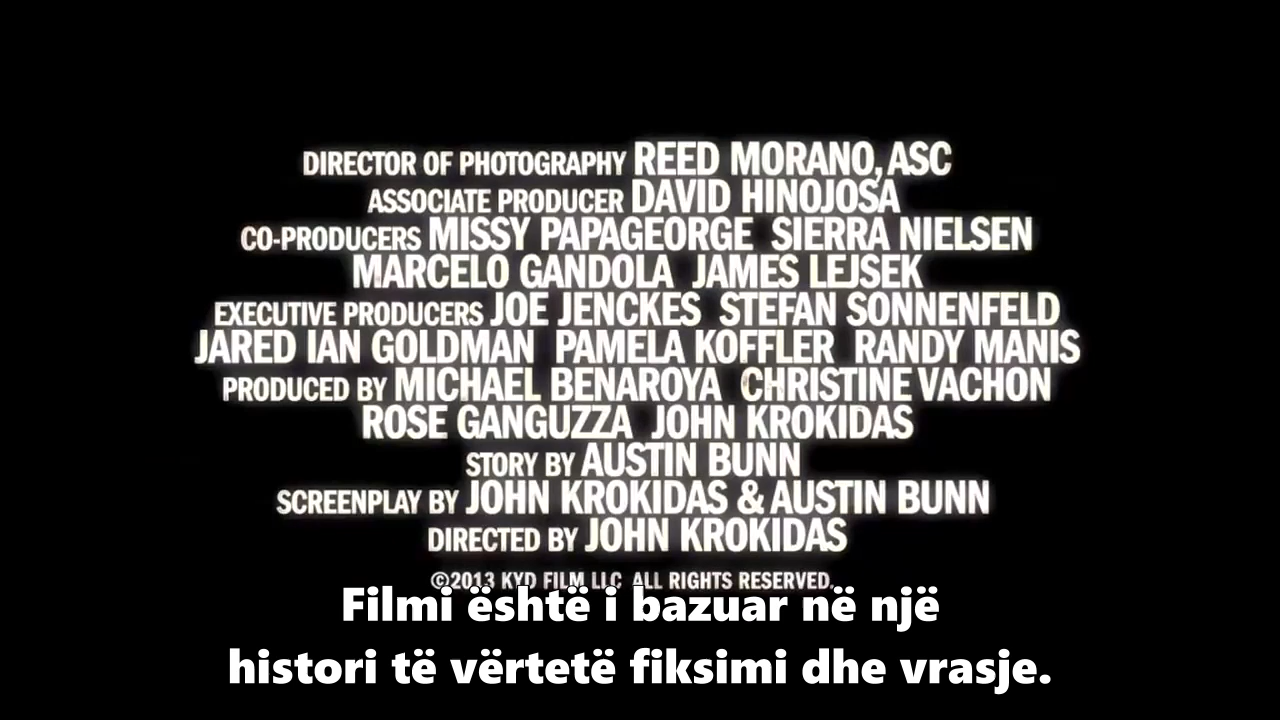 DIRECTOR OF PHOTOGRAPHY REED MORANO, ASC
ASSOCIATE PRODUCER DAVID HINOJOSA
CO-PRODUCERS MISSY PAPAGEORGE SIERRA NIELSEN
MARCELO GANDOLA JAMES LEJSEK
EXECUTIVE PRODUCERS JOE JENCKES STEFAN SONNENFELD
JARED IAN GOLDMAN PAMELA KOFFLER RANDY MANIS
PRODUCED BY MICHAEL BENAROYA CHRISTINE VACHON
ROSE GANGUZZA JOHN KROKIDAS
STORY BY AUSTIN BUNN
SCREENPLAY BY JOHN KROKIDAS & AUSTIN BUNN
DIRECTED BY JOHN KROKIDAS
©2013 KYD FILM LLC ALL RIGHTS RESERVED.
Filmi është i bazuar në një
histori të vërtetë fiksimi dhe vrasje.